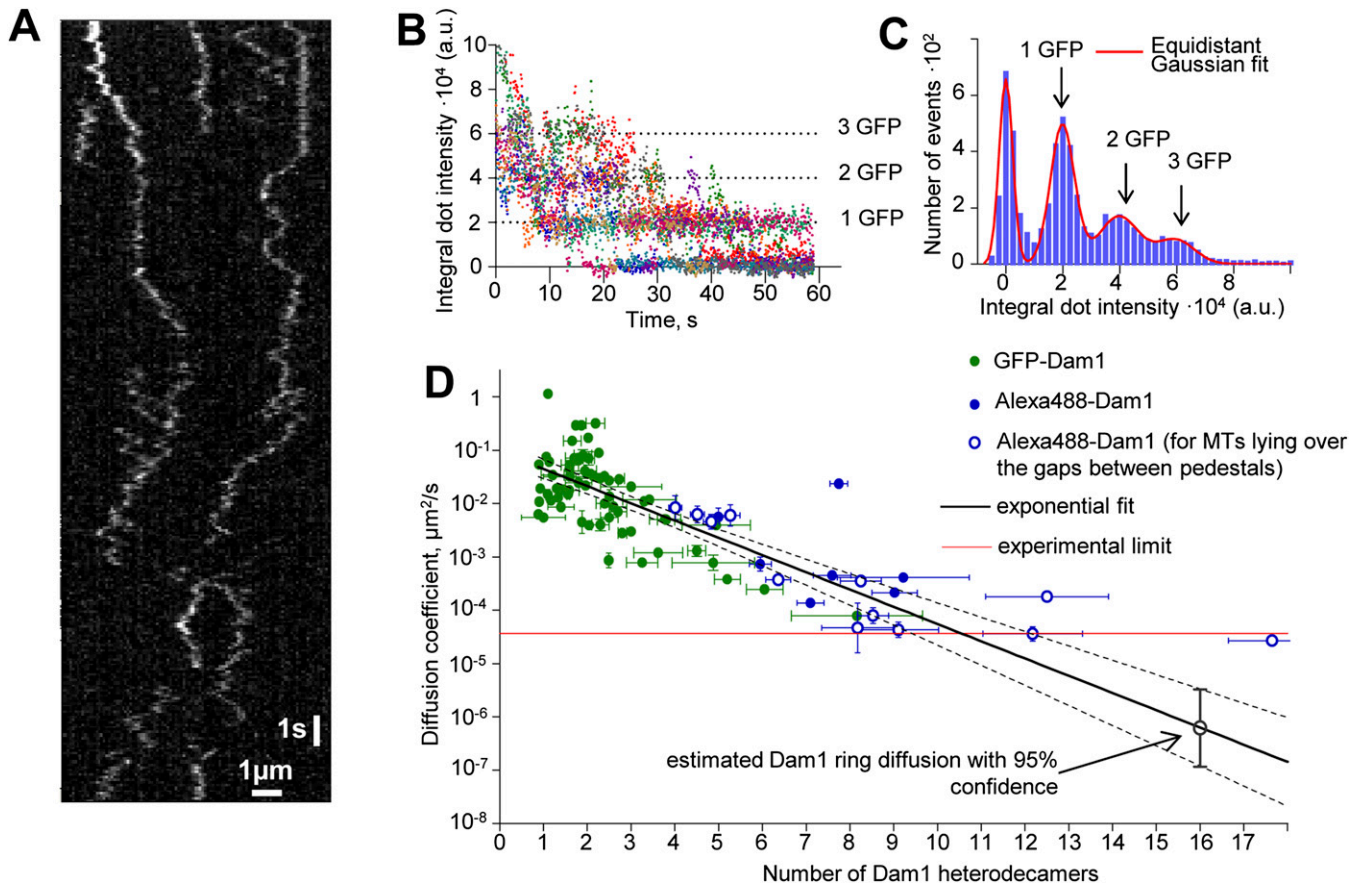 A
1s
1µm
B
Integral dot intensity ·10⁴ (a.u.)
10
8
6
4
2
0
3 GFP
2 GFP
1 GFP
0 10 20 30 40 50 60
Time, s
C
Number of events ·10²
6
4
2
0
1 GFP
2 GFP
3 GFP
Equidistant
Gaussian fit
0 2 4 6 8
Integral dot intensity ·10⁴ (a.u.)
D
GFP-Dam1
Alexa488-Dam1
Alexa488-Dam1 (for MTs lying over
the gaps between pedestals)
exponential fit
experimental limit
Diffusion coefficient, µm²/s
1
10⁻¹
10⁻²
10⁻³
10⁻⁴
10⁻⁵
10⁻⁶
10⁻⁷
10⁻⁸
estimated Dam1 ring diffusion with 95%
confidence
0 1 2 3 4 5 6 7 8 9 10 11 12 13 14 15 16 17
Number of Dam1 heterodecamers